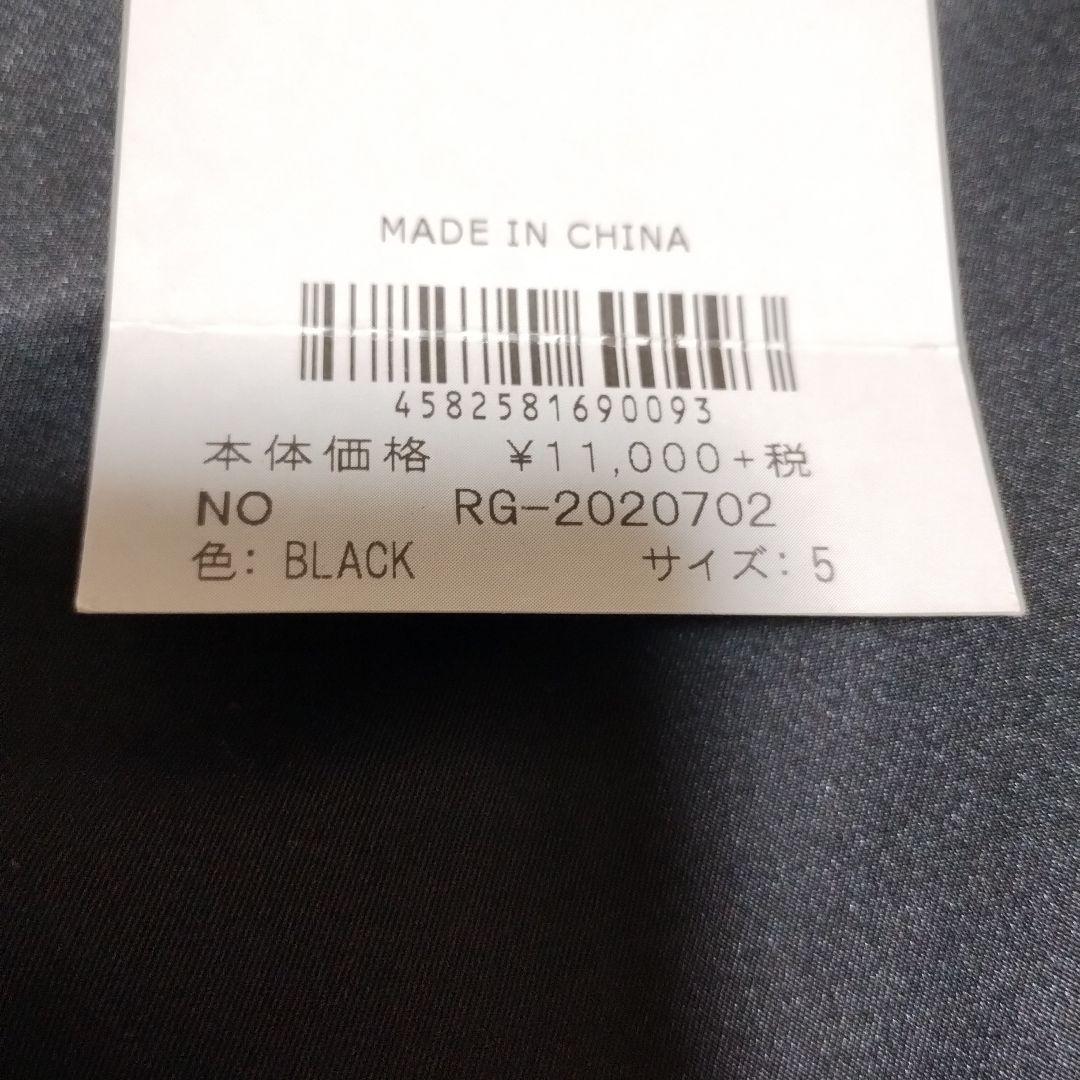 MADE IN CHINA
4582581690093
本体価格 ¥11,000+税
NO RG-2020702
色: BLACK サイズ: 5